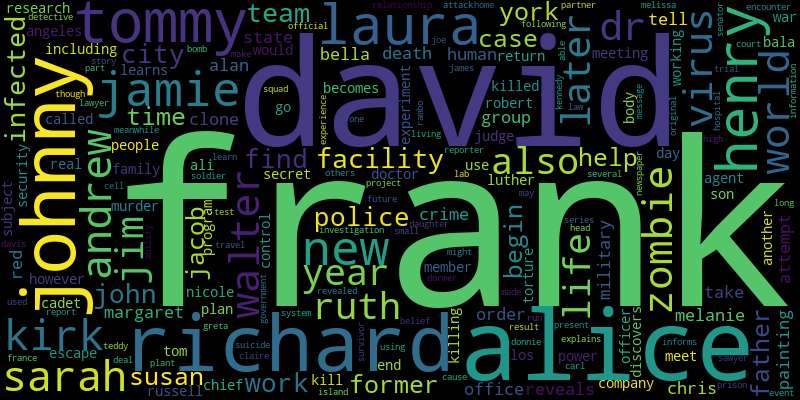 research
detective
angeles
tommy
team
laura
york
dr
relationship
attack
home
official
bomb
partner
following
able
melissa
senator
encounter
war
tell
including
city
state
would
make
story
part
lawyer
though
learns
alan
bella
death
joe
james
human
case
return
meeting
working
court
bala
trial
virus
information
infected
johnny
jamie
david
later
henry
world
called
time
clone
go
becomes
killed
robert
group
experiment
law
kennedy
message
body
original
hospital
high
squad
meanwhile
experience
one
rambo
living
judge
reporter
newspaper
day
real
people
family
security
andrew
murder
subject
jim
cell
jacob
program
ali
soldier
test
learn
find
secret
others
project
future
travel
facility
doctor
lab
also
use
luther
help
several
may
agent
son
frank
zombie
another
long
attempt
red
davis
used
however
cadet
john
report
margaret
walter
control
police
crime
investigation
small
daughter
might
member
new
year
begin
torture
life
military
series
head
take
ability
nicole
plan
greta
government
system
revealed
ruth
belief
dormer
made
order
run
officer
discovers
melanie
father
painting
kirk
escape
france
teddy
deal
plant
tom
richard
suicide
claire
survivor
using
end
killing
result
donnie
los
present
explains
power
alice
informs
meet
sawyer
sarah
susan
russell
chief
work
kill
island
former
cause
office
reveals
carl
company
chris
prison
event